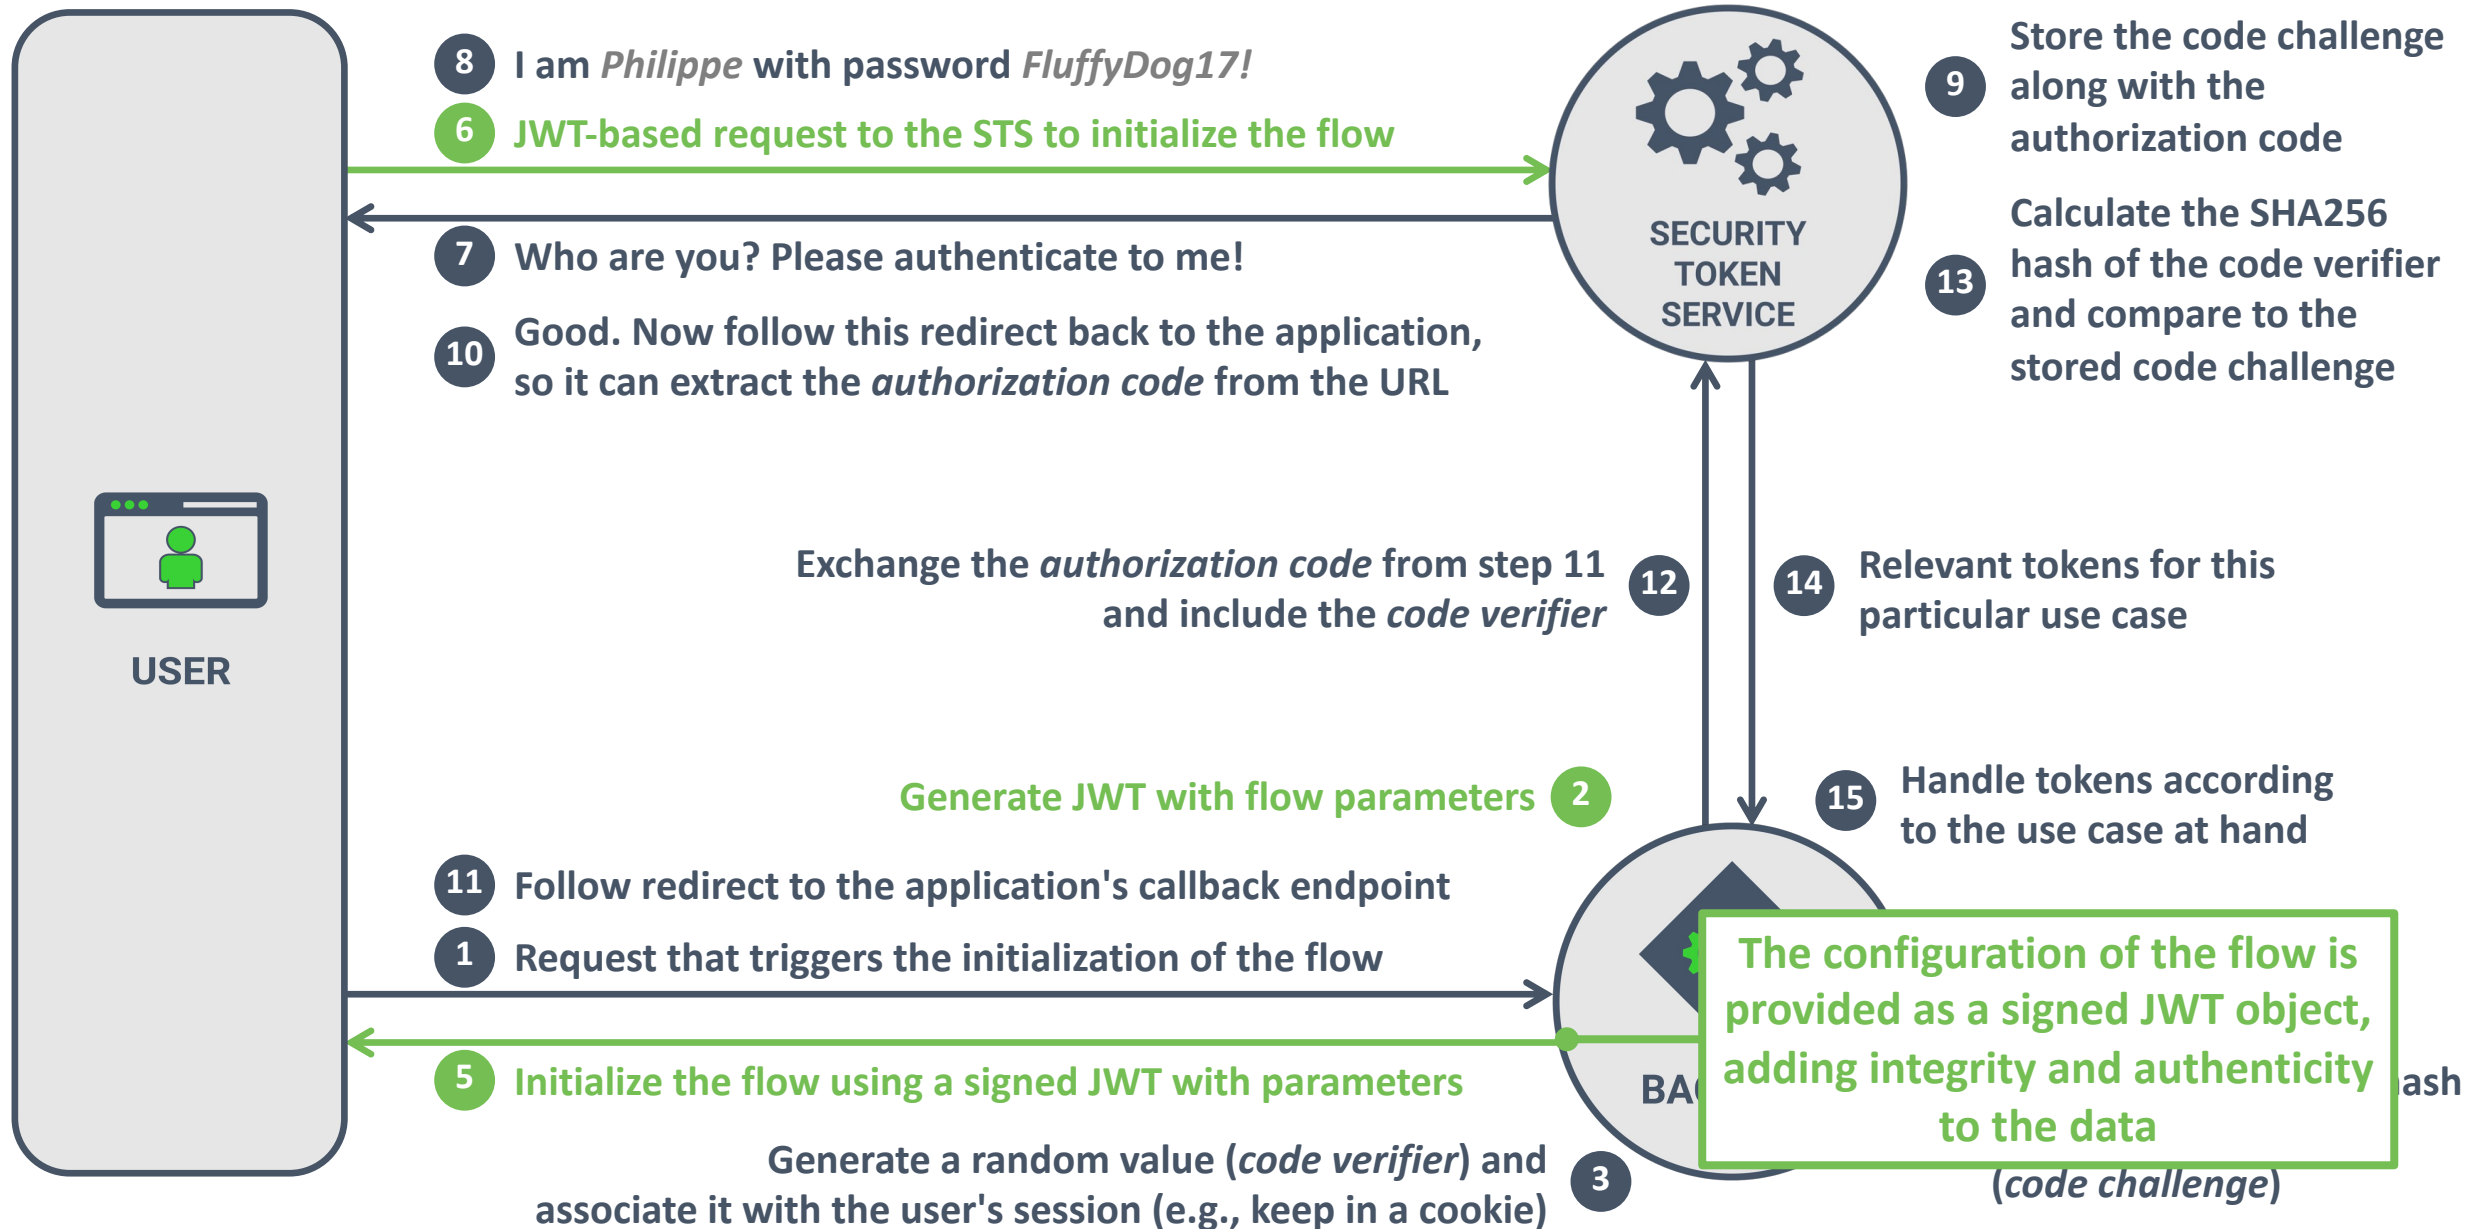 8 I am Philippe with password FluffyDog17!
6 JWT-based request to the STS to initialize the flow
7 Who are you? Please authenticate to me!
10 Good. Now follow this redirect back to the application,
so it can extract the authorization code from the URL
SECURITY
TOKEN
SERVICE
9 Store the code challenge
along with the
authorization code
13 Calculate the SHA256
hash of the code verifier
and compare to the
stored code challenge
USER
Exchange the authorization code from step 11
and include the code verifier
12
14 Relevant tokens for this
particular use case
Generate JWT with flow parameters 2
15 Handle tokens according
to the use case at hand
11 Follow redirect to the application's callback endpoint
1 Request that triggers the initialization of the flow
5 Initialize the flow using a signed JWT with parameters
The configuration of the flow is
provided as a signed JWT object,
adding integrity and authenticity
to the data
(code challenge)
Generate a random value (code verifier) and
associate it with the user's session (e.g., keep in a cookie)
3